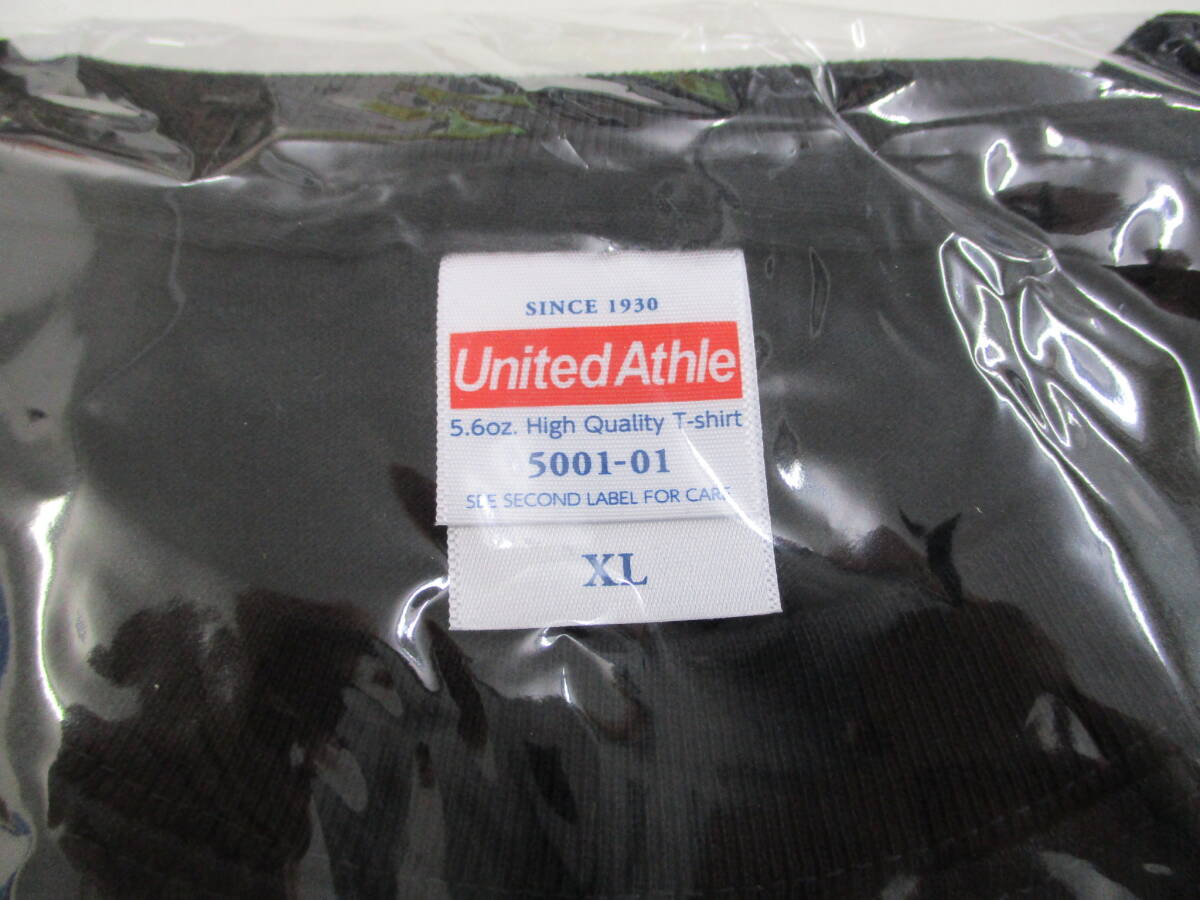 SINCE 1930
United Athle
5.6oz. High Quality T-shirt
5001-01
SEE SECOND LABEL FOR CARE
XL